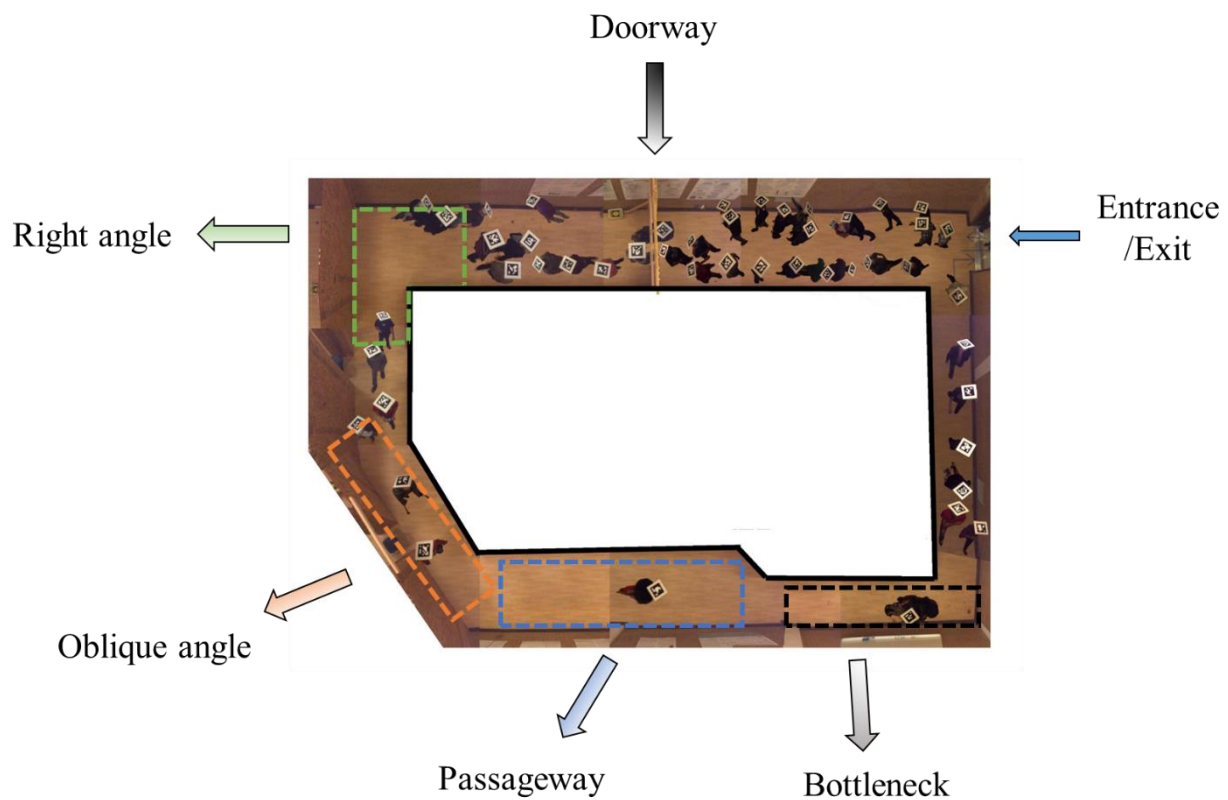 Doorway
Entrance
/Exit
Right angle
Oblique angle
Passageway
Bottleneck